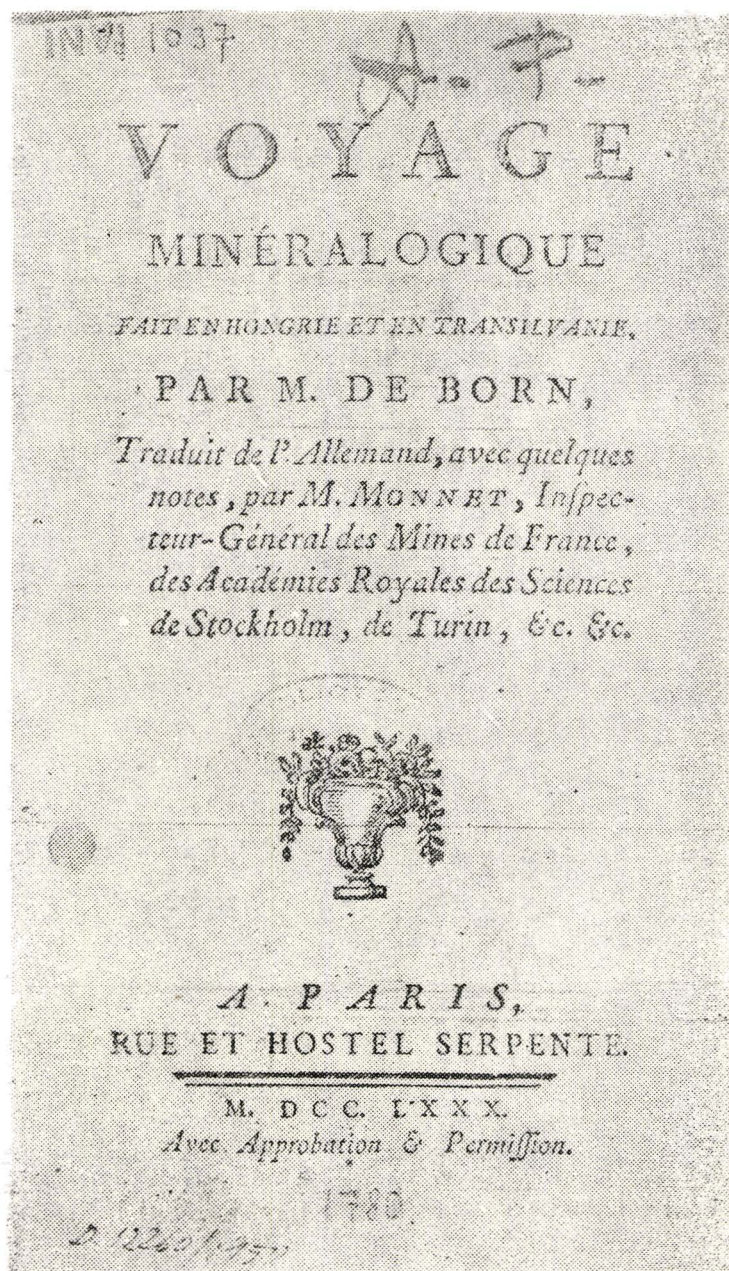 1037
A. F.
VOYAGE
MINÉRALOGIQUE
FAIT EN HONGRIE ET EN TRANSILVANIE,
PAR M. DE BORN,
Traduit de l'Allemand, avec quelques
notes, par M. MONNET, Inſpec-
teur-Général des Mines de France,
des Académies Royales des Sciences
de Stockholm, de Turin, &c. &c.
A PARIS,
RUE ET HOSTEL SERPENTE.
M. DCC. LXXX.
Avec Approbation & Permiſſion.
1780